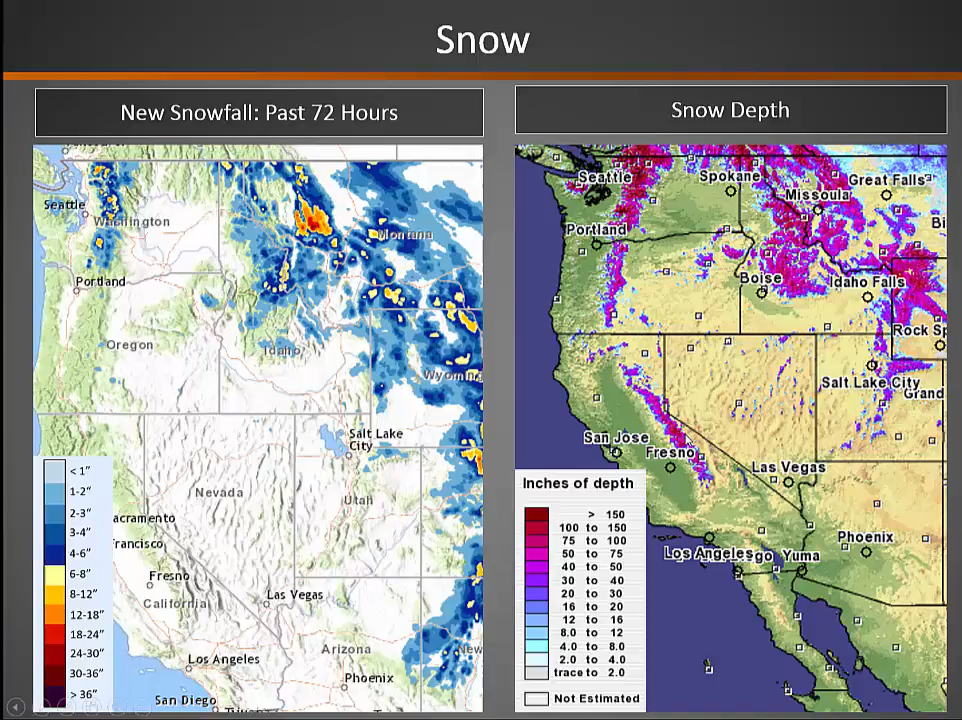 Snow
New Snowfall: Past 72 Hours
Snow Depth
Seattle
Washington
Montana
Portland
Oregon
Idaho
Wyoming
Salt Lake
City
Nevada
Utah
acramento
francisco
Fresno
California
Las Vegas
Los Angeles
Arizona
New
Phoenix
San Diego
< 1"
1-2"
2-3"
3-4"
4-6"
6-8"
8-12"
12-18"
18-24"
24-30"
30-36"
> 36"
Seattle
Spokane
Great Falls
Missoula
Portland
Bi
Boise
Idaho Falls
Rock Sp
Salt Lake City
Grand
San Jose
Fresno
Las Vegas
Phoenix
Los Angeles
go
Yuma
Inches of depth
> 150
100 to 150
75 to 100
50 to 75
40 to 50
30 to 40
20 to 30
16 to 20
12 to 16
8.0 to 12
4.0 to 8.0
2.0 to 4.0
trace to 2.0
Not Estimated